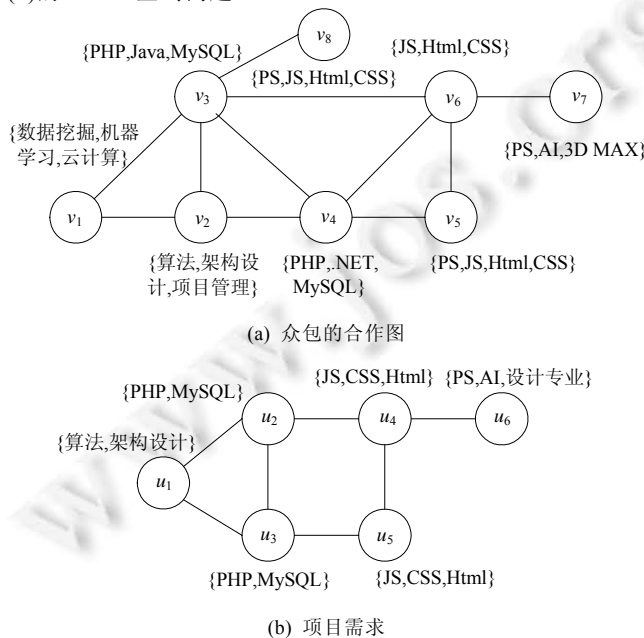 {PHP,Java,MySQL}
v8
{JS,Html,CSS}
{PS,JS,Html,CSS}
v3
v6
v7
{数据挖掘,机器
学习,云计算}
{PS,AI,3D MAX}
v1
v2
v4
v5
{算法,架构设
计,项目管理}
{PHP,.NET,
MySQL}
{PS,JS,Html,CSS}
(a) 众包的合作图
{PHP,MySQL}
{JS,CSS,Html}
{PS,AI,设计专业}
u2
u4
u6
{算法,架构设计}
u1
u3
u5
{PHP,MySQL}
{JS,CSS,Html}
(b) 项目需求
www.jos.org